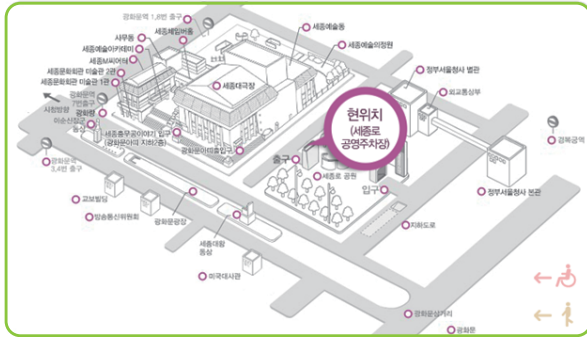 광화문역 1,8번 출구
세종예술동
사무동
세종체임버홀
세종예술아카데미
세종예술의정원
세종M씨어터
세종문화회관 미술관 2관
세종문화회관 미술관 1관
세종대극장
정부서울청사 별관
외교통상부
광화문역
7번출구
시청방향
광화랑
이순신장군
동상
현위치
(세종로
공영주차장)
경복궁역
세종충무공이야기 입구
(광화문아띠 지하2층)
광화문아띠출입구
출구
세종로 공원
입구
정부서울청사 본관
광화문역
3,4번 출구
교보빌딩
방송통신위원회
광화문광장
세종대왕
동상
지하도로
미국대사관
광화문삼거리
광화문